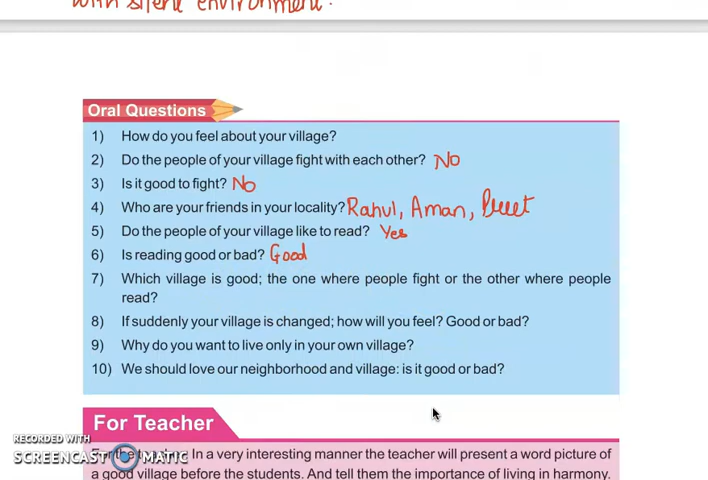 with silent environment.
Oral Questions
1) How do you feel about your village?
2) Do the people of your village fight with each other? No
3) Is it good to fight? No
4) Who are your friends in your locality? Rahul, Aman, Preet
5) Do the people of your village like to read? Yes
6) Is reading good or bad? Good
7) Which village is good; the one where people fight or the other where people
read?
8) If suddenly your village is changed; how will you feel? Good or bad?
9) Why do you want to live only in your own village?
10) We should love our neighborhood and village: is it good or bad?
For Teacher
RECORDED WITH
SCREENCAST MATIC
For the In a very interesting manner the teacher will present a word picture of
a good village before the students. And tell them the importance of living in harmony.